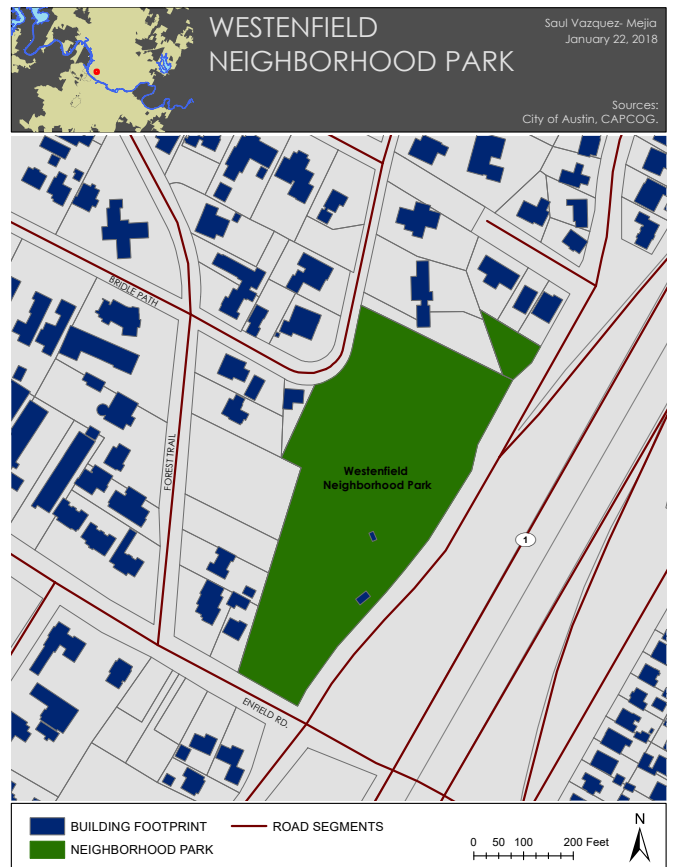 WESTENFIELD
NEIGHBORHOOD PARK
Saul Vazquez- Mejia
January 22, 2018
Sources:
City of Austin, CAPCOG.
BRIDLE PATH
FOREST TRAIL
Westenfield
Neighborhood Park
1
ENFIELD RD.
BUILDING FOOTPRINT
ROAD SEGMENTS
NEIGHBORHOOD PARK
0 50 100 200 Feet
N